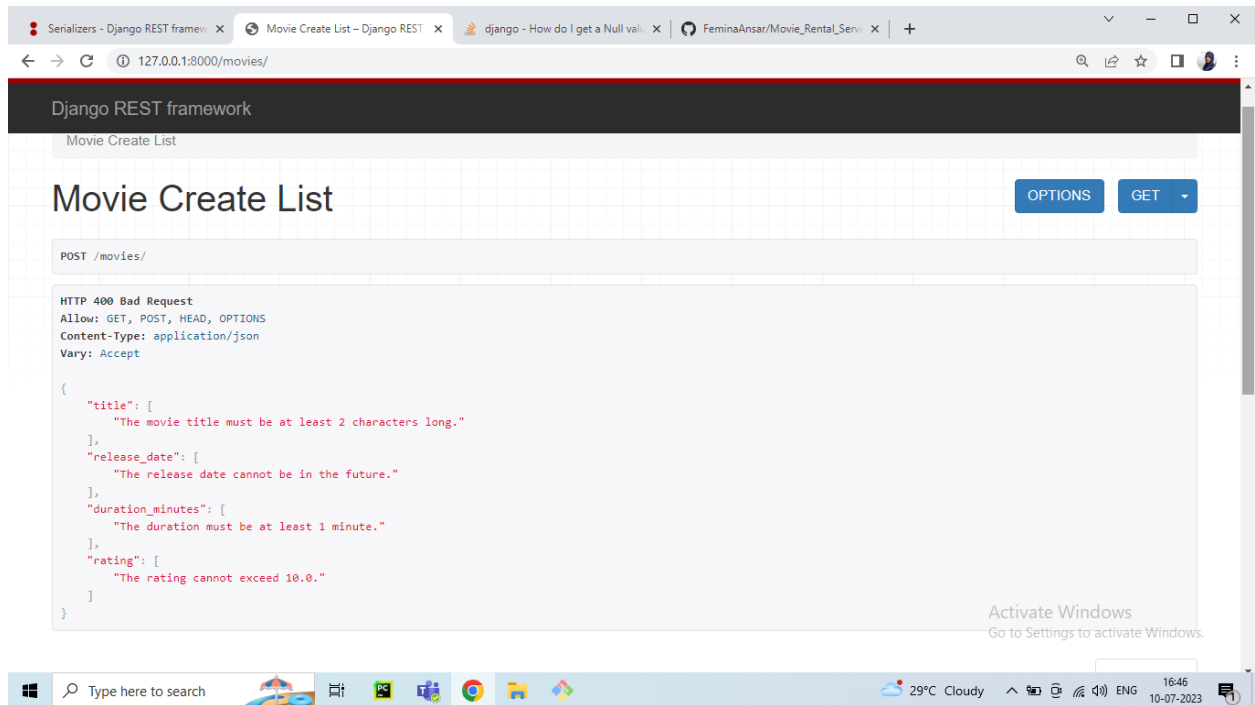 Serializers - Django REST framew
Movie Create List – Django REST
django - How do I get a Null valu
FeminaAnsar/Movie_Rental_Servi
127.0.0.1:8000/movies/
Django REST framework
Movie Create List
Movie Create List
OPTIONS
GET
POST /movies/
HTTP 400 Bad Request
Allow: GET, POST, HEAD, OPTIONS
Content-Type: application/json
Vary: Accept
{
"title": [
"The movie title must be at least 2 characters long."
],
"release_date": [
"The release date cannot be in the future."
],
"duration_minutes": [
"The duration must be at least 1 minute."
],
"rating": [
"The rating cannot exceed 10.0."
]
}
Activate Windows
Go to Settings to activate Windows.
Type here to search
PC
29°C Cloudy
ENG
16:46
10-07-2023
1